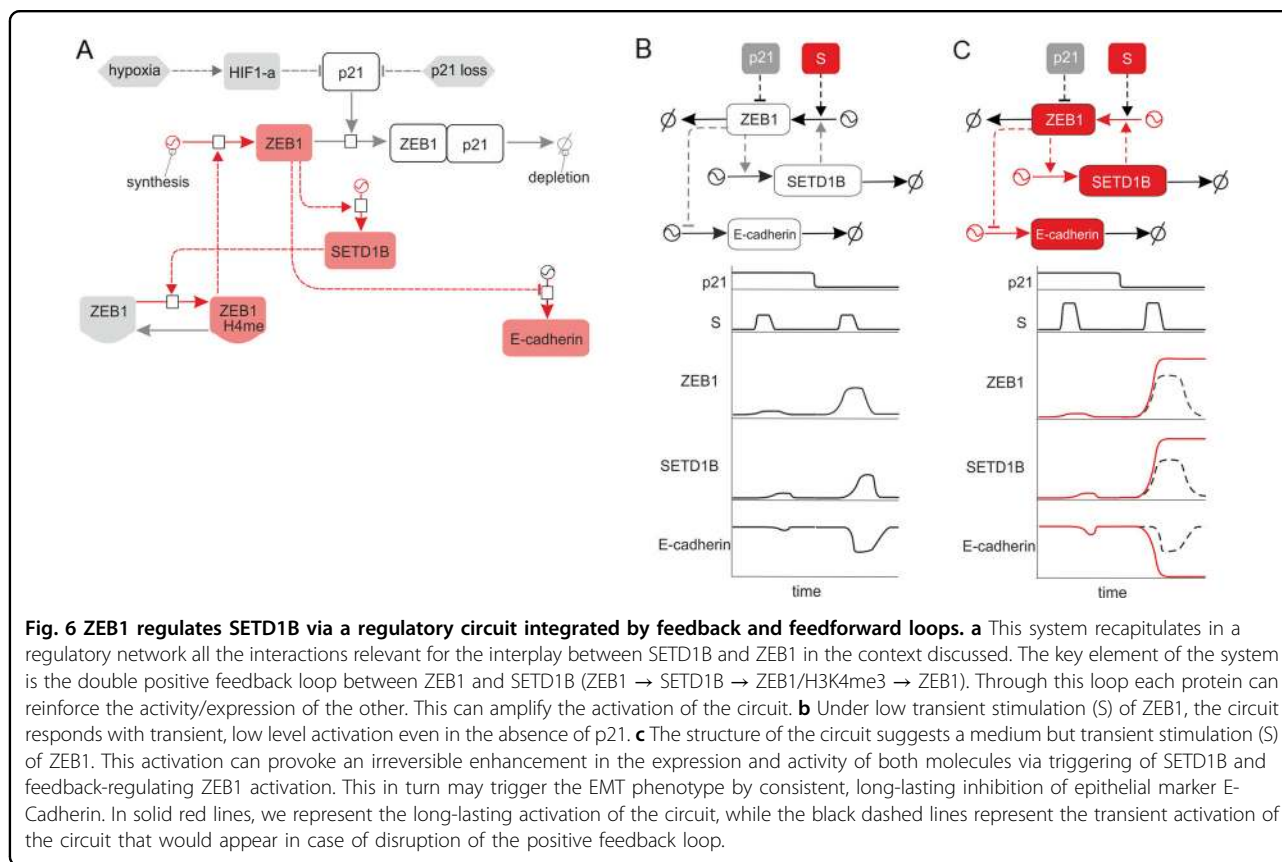 A
hypoxia
HIF1-a
p21
p21 loss
ZEB1
ZEB1
p21
synthesis
depletion
SETD1B
ZEB1
ZEB1
H4me
E-cadherin
B
p21
S
ZEB1
SETD1B
E-cadherin
p21
S
ZEB1
SETD1B
E-cadherin
time
C
p21
S
ZEB1
SETD1B
E-cadherin
p21
S
ZEB1
SETD1B
E-cadherin
time
Fig. 6 ZEB1 regulates SETD1B via a regulatory circuit integrated by feedback and feedforward loops. a This system recapitulates in a
regulatory network all the interactions relevant for the interplay between SETD1B and ZEB1 in the context discussed. The key element of the system
is the double positive feedback loop between ZEB1 and SETD1B (ZEB1 → SETD1B → ZEB1/H3K4me3 → ZEB1). Through this loop each protein can
reinforce the activity/expression of the other. This can amplify the activation of the circuit. b Under low transient stimulation (S) of ZEB1, the circuit
responds with transient, low level activation even in the absence of p21. c The structure of the circuit suggests a medium but transient stimulation (S)
of ZEB1. This activation can provoke an irreversible enhancement in the expression and activity of both molecules via triggering of SETD1B and
feedback-regulating ZEB1 activation. This in turn may trigger the EMT phenotype by consistent, long-lasting inhibition of epithelial marker E-
Cadherin. In solid red lines, we represent the long-lasting activation of the circuit, while the black dashed lines represent the transient activation of
the circuit that would appear in case of disruption of the positive feedback loop.